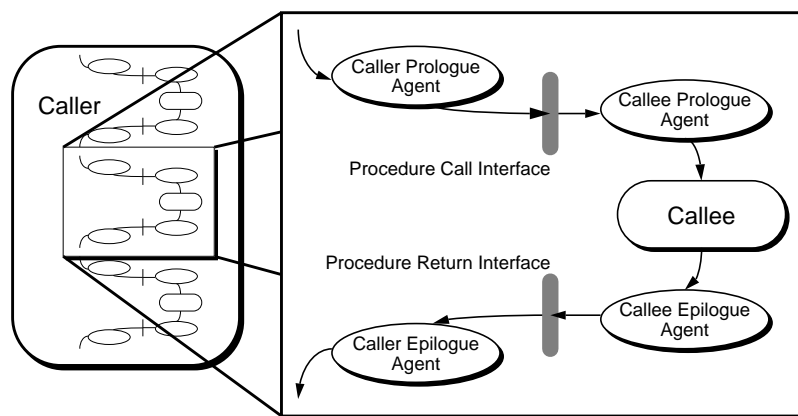 Caller
Caller Prologue
Agent
Callee Prologue
Agent
Procedure Call Interface
Callee
Procedure Return Interface
Callee Epilogue
Agent
Caller Epilogue
Agent